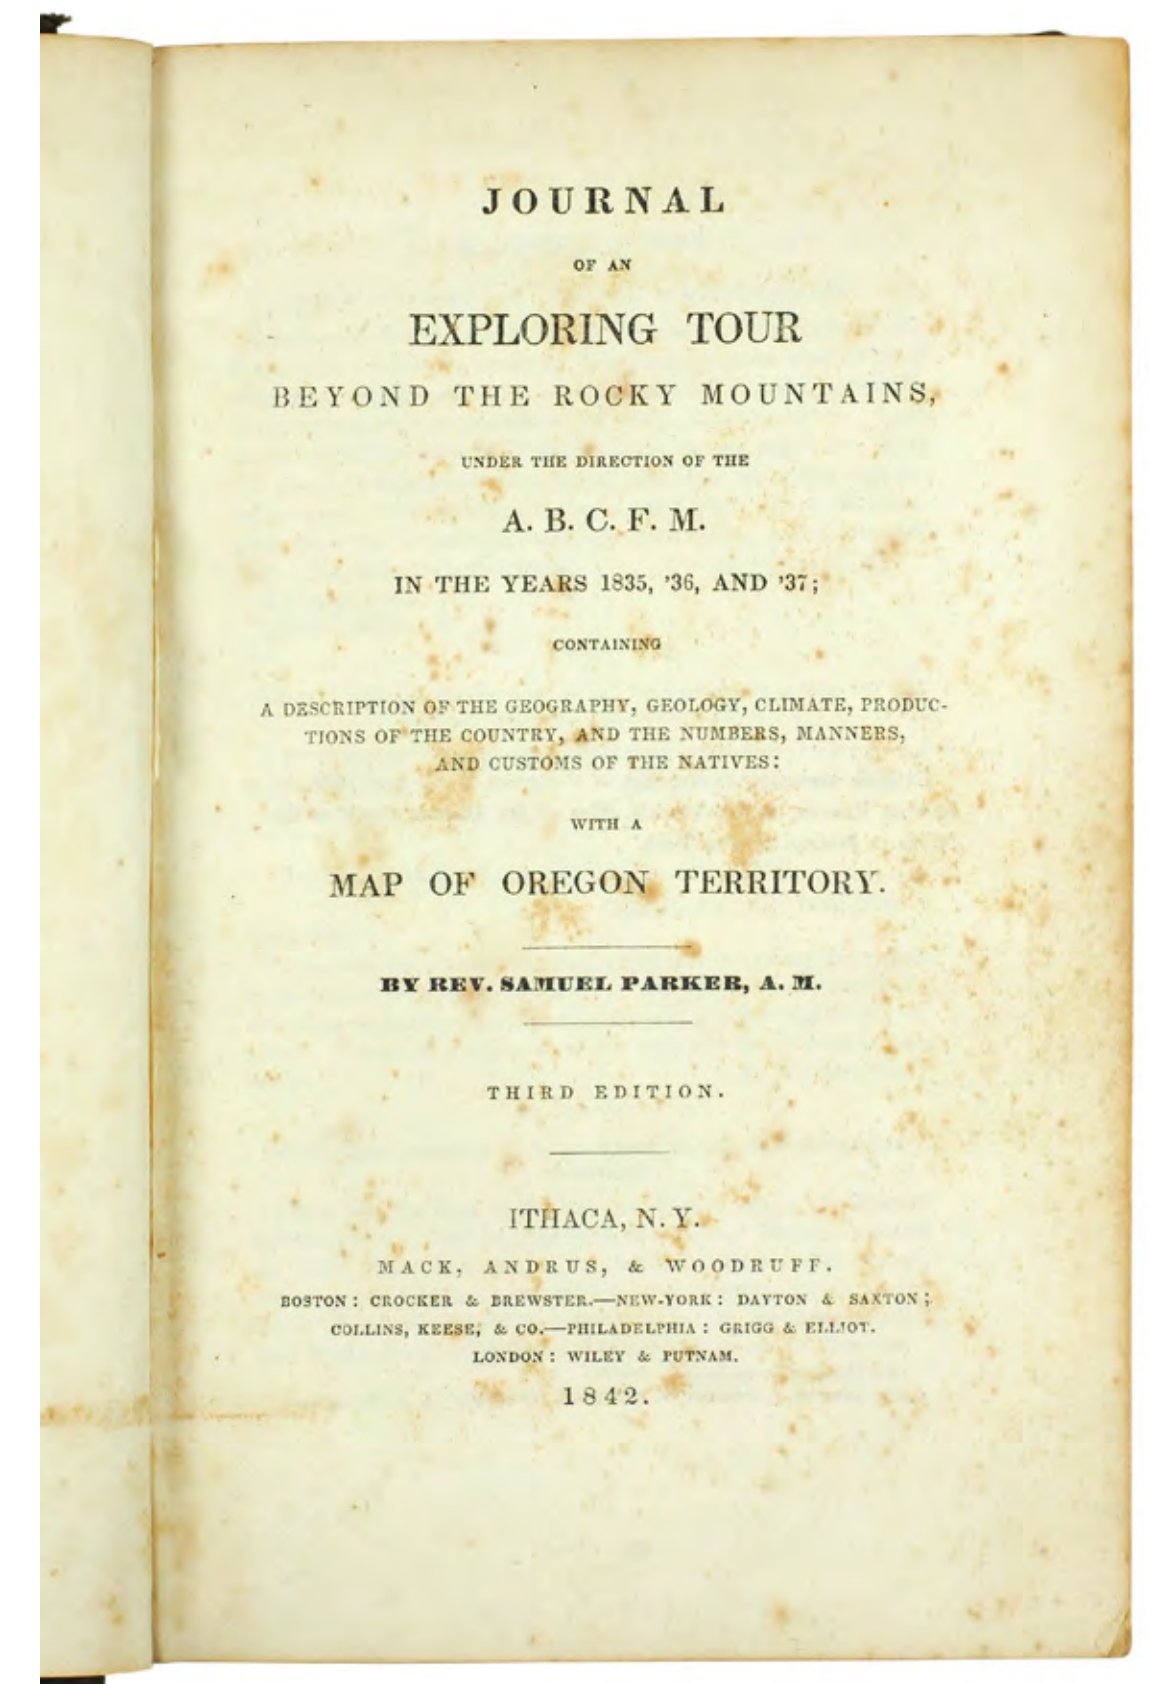 JOURNAL
OF AN
EXPLORING TOUR
BEYOND THE ROCKY MOUNTAINS,
UNDER THE DIRECTION OF THE
A. B. C. F. M.
IN THE YEARS 1835, '36, AND '37;
CONTAINING
A DESCRIPTION OF THE GEOGRAPHY, GEOLOGY, CLIMATE, PRODUC-
TIONS OF THE COUNTRY, AND THE NUMBERS, MANNERS,
AND CUSTOMS OF THE NATIVES:
WITH A
MAP OF OREGON TERRITORY.
BY REV. SAMUEL PARKER, A. M.
THIRD EDITION.
ITHACA, N. Y.
MACK, ANDRUS, & WOODRUFF.
BOSTON: CROCKER & BREWSTER.—NEW-YORK: DAYTON & SAXTON;
COLLINS, KEESE, & CO.—PHILADELPHIA: GRIGG & ELLIOT.
LONDON: WILEY & PUTNAM.
1842.